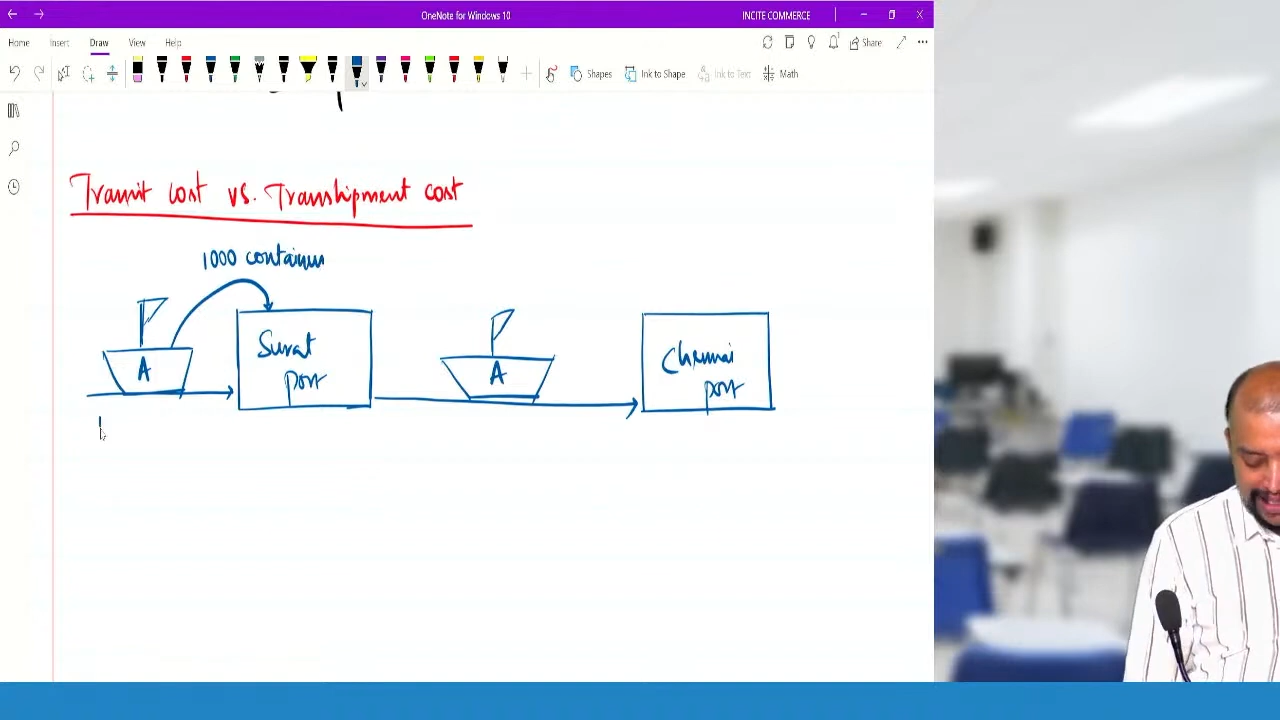 OneNote for Windows 10
INCITE COMMERCE
Home Insert Draw View Help
Share
Shapes Ink to Shape Ink to Text Math
Transit cost vs. Transhipment cost
1000 containers
A
Surat port
A
Chennai port